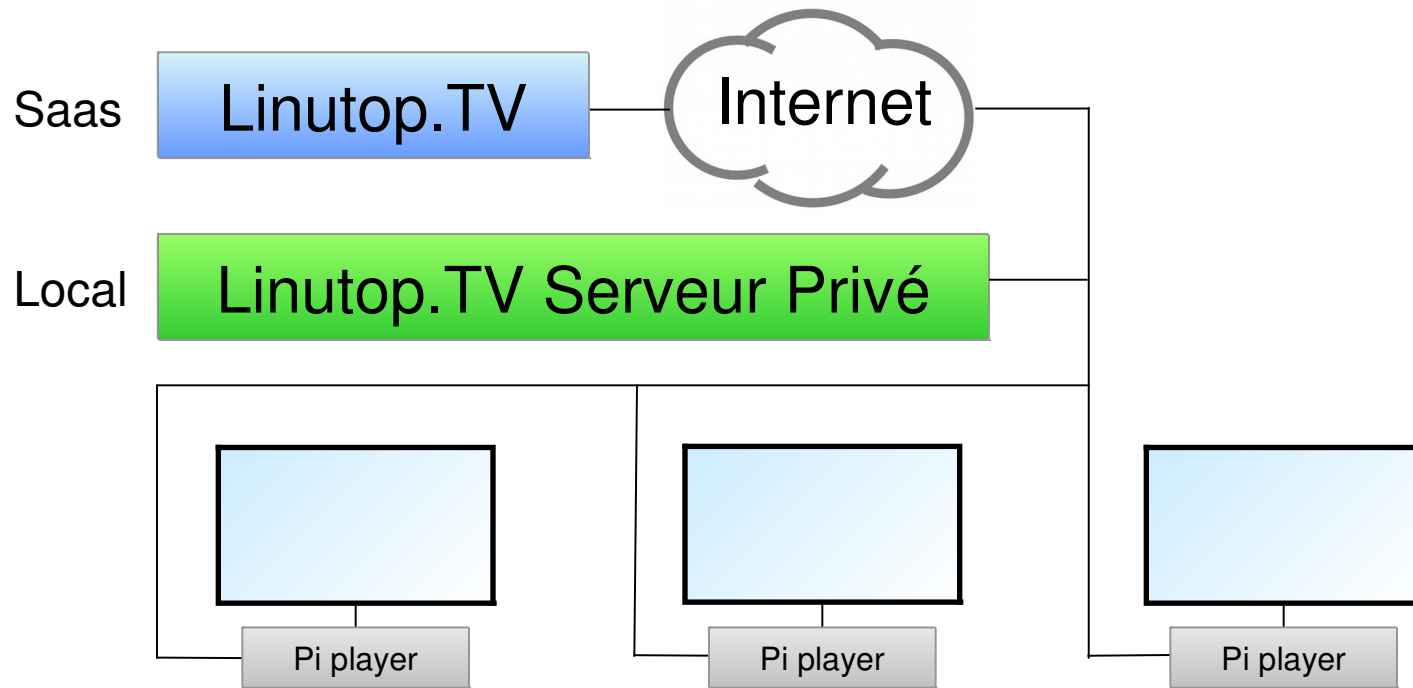 Saas
Linutop.TV
Internet
Local
Linutop.TV Serveur Privé
Pi player
Pi player
Pi player